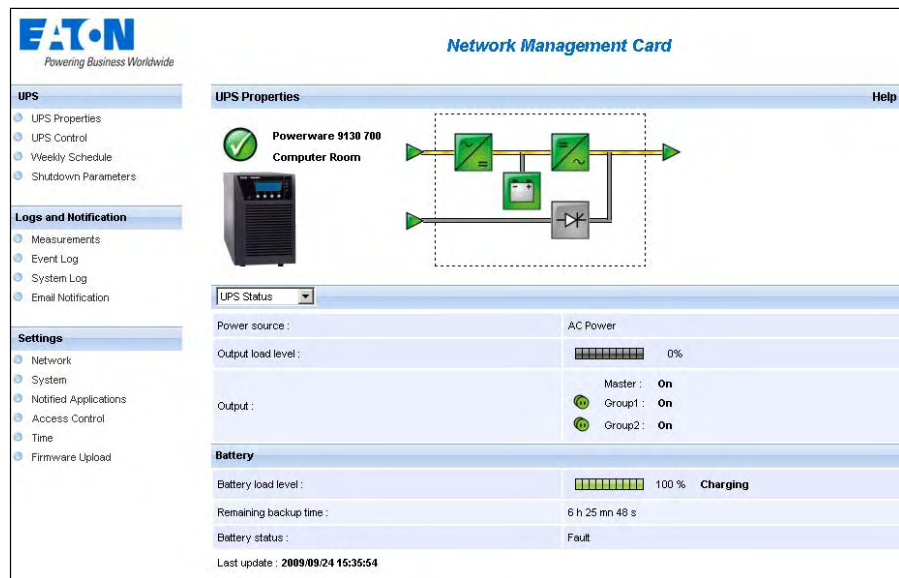 EATON
Powering Business Worldwide
Network Management Card
UPS
UPS Properties
UPS Control
Weekly Schedule
Shutdown Parameters
Logs and Notification
Measurements
Event Log
System Log
Email Notification
Settings
Network
System
Notified Applications
Access Control
Time
Firmware Upload
UPS Properties Help
Powerware 9130 700
Computer Room
UPS Status
Power source : AC Power
Output load level : 0%
Output :
Master : On
Group1 : On
Group2 : On
Battery
Battery load level : 100 % Charging
Remaining backup time : 6 h 25 mn 48 s
Battery status : Fault
Last update : 2009/09/24 15:35:54